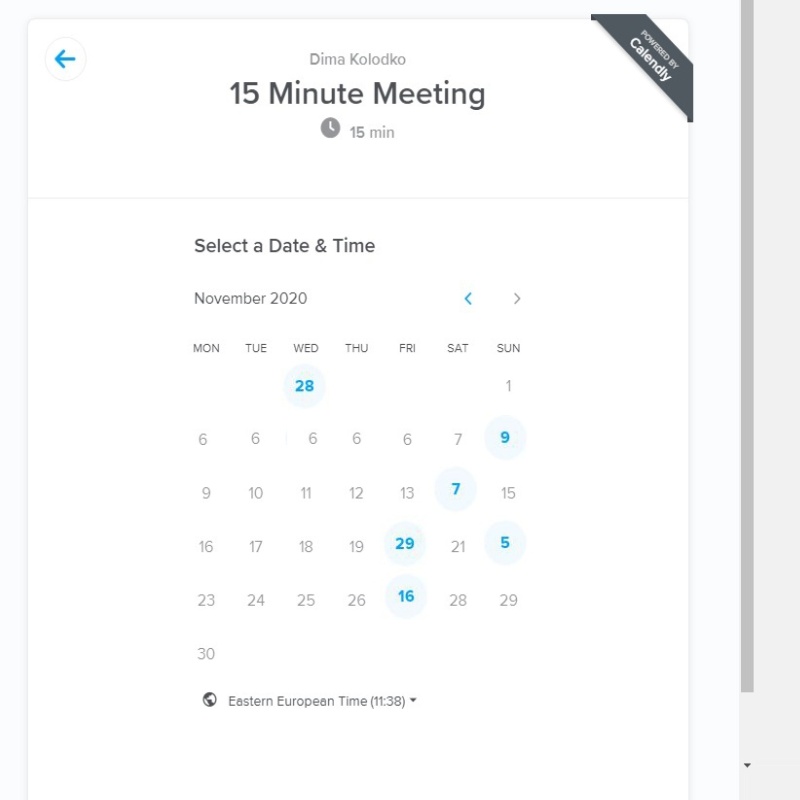 Dima Kolodko
POWERED BY
Calendly
15 Minute Meeting
15 min
Select a Date & Time
November 2020
MON TUE WED THU FRI SAT SUN
28 1
6 6 6 6 6 7 9
9 10 11 12 13 7 15
16 17 18 19 29 21 5
23 24 25 26 16 28 29
30
Eastern European Time (11:38)